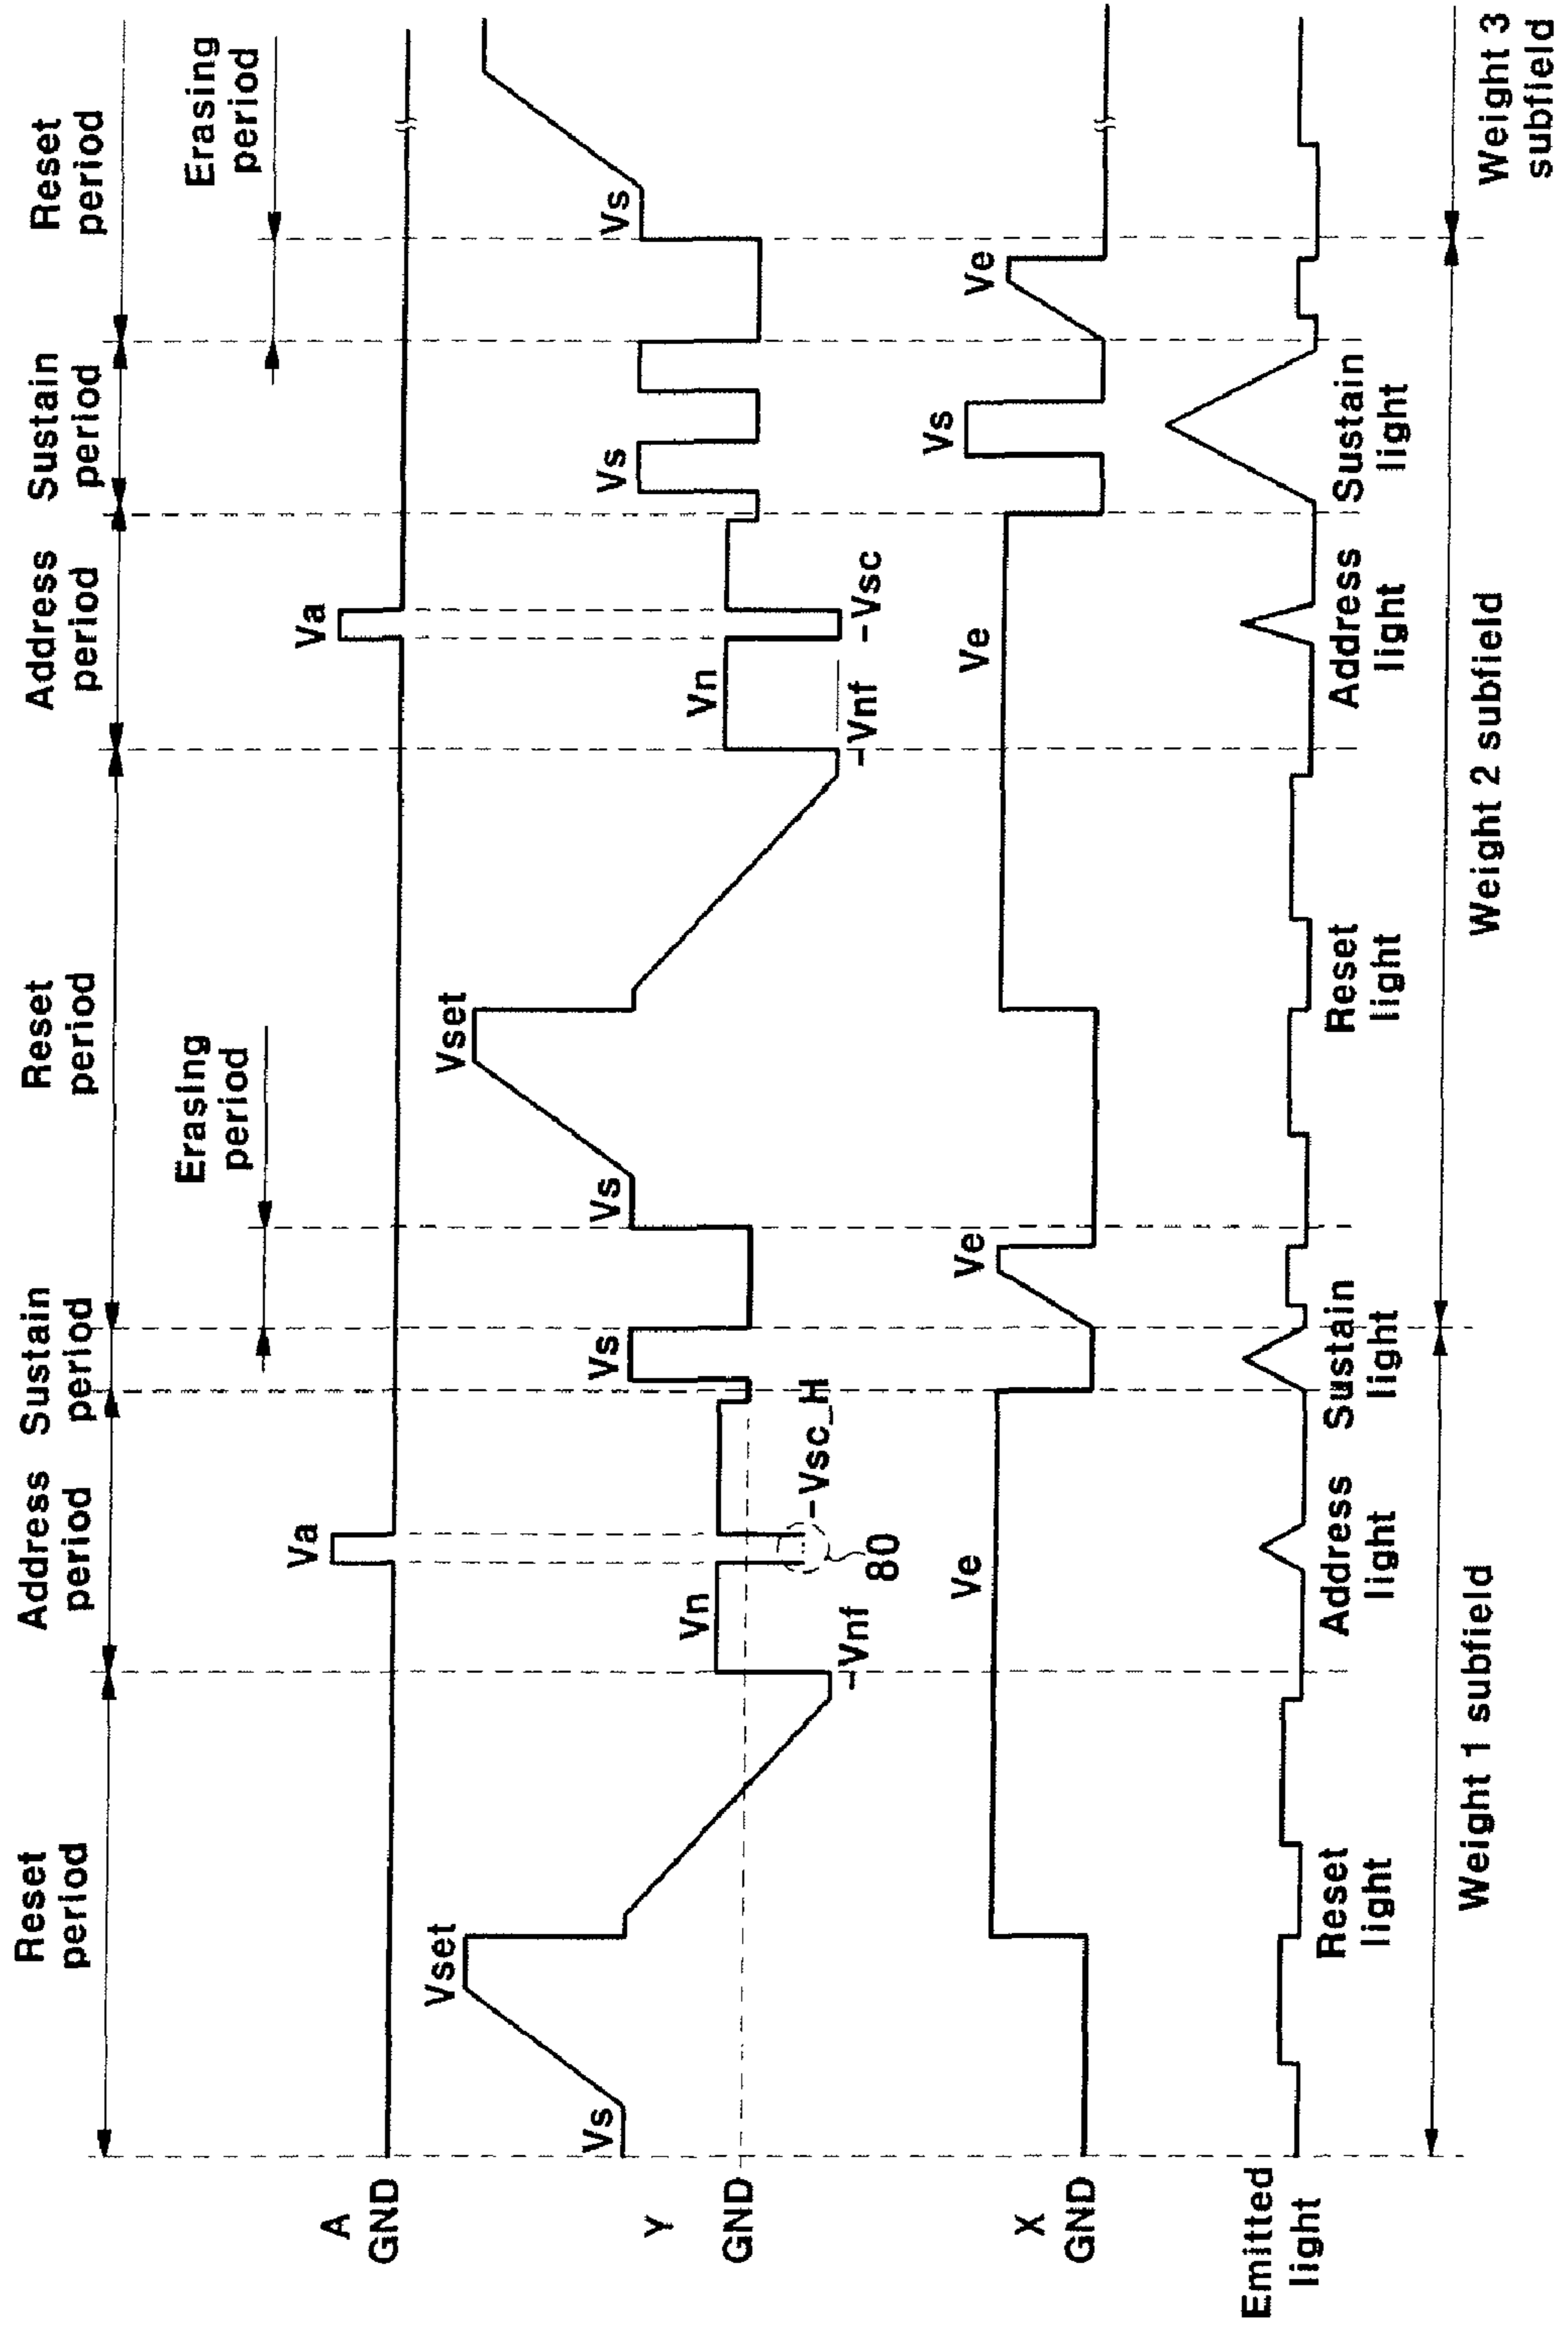 Reset
period
Address
period
Sustain
period
Reset
period
Address
period
Sustain
period
Reset
period
Erasing
period
Erasing
period
A
GND
Va
Va
Y
GND
Vs
Vset
-Vnf
Vn
80
-Vsc_H
Vs
Vs
Vset
-Vnf
Vn
-Vsc
Vs
Vs
X
GND
Ve
Ve
Ve
Vs
Ve
Emitted
light
Reset
light
Address
light
Sustain
light
Reset
light
Address
light
Sustain
light
Weight 1 subfield
Weight 2 subfield
Weight 3
subfield